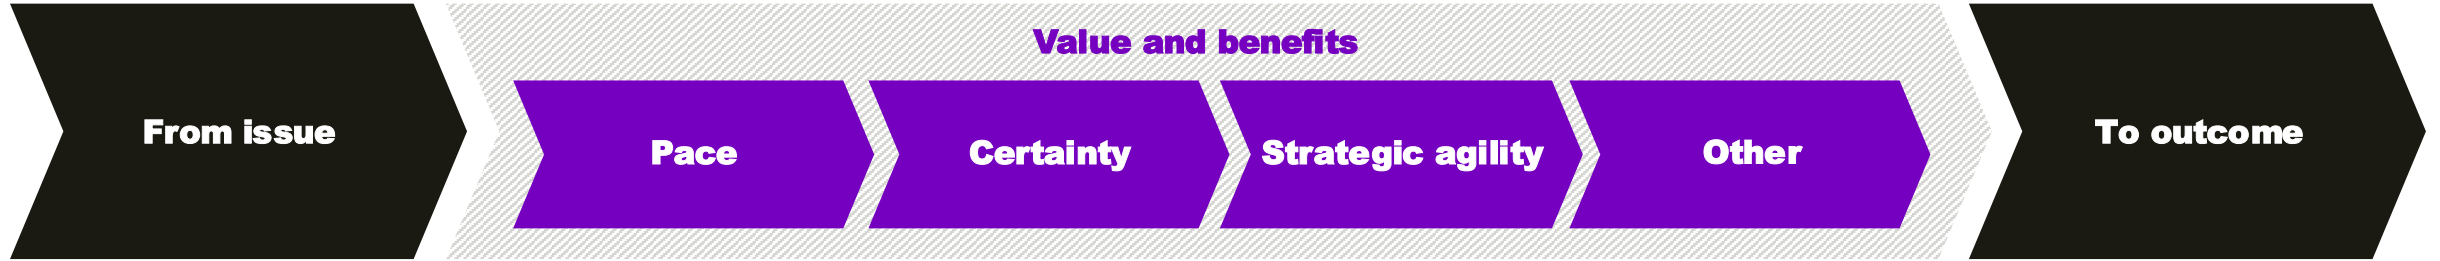 From issue
Value and benefits
Pace
Certainty
Strategic agility
Other
To outcome